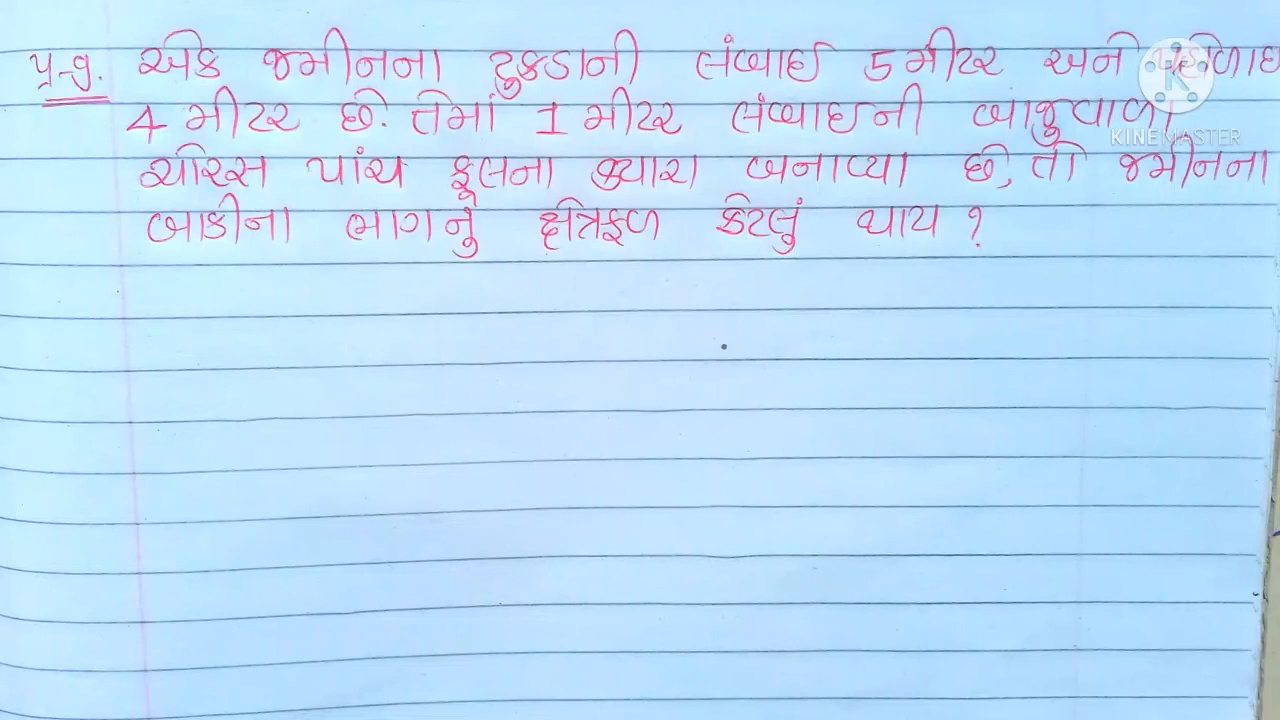 પ્ર-9. એક જમીનના ટુકડાની લંબાઈ 5 મીટર અને પહોળાઇ
4 મીટર છે. તેમાં 1 મીટર લંબાઇની બાજુવાળા
ચોરસ પાંચ ફૂલના ક્યારા બનાવ્યા છે, તો જમીનના
બાકીના ભાગનું ક્ષેત્રફળ કેટલું થાય ?
KINEMASTER